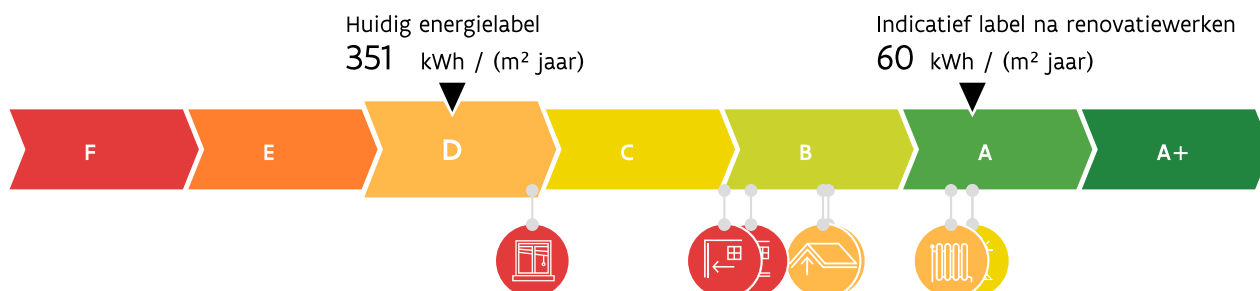 Huidig energielabel
351 kWh / (m² jaar)
Indicatief label na renovatiewerken
60 kWh / (m² jaar)
F E D C B A A+